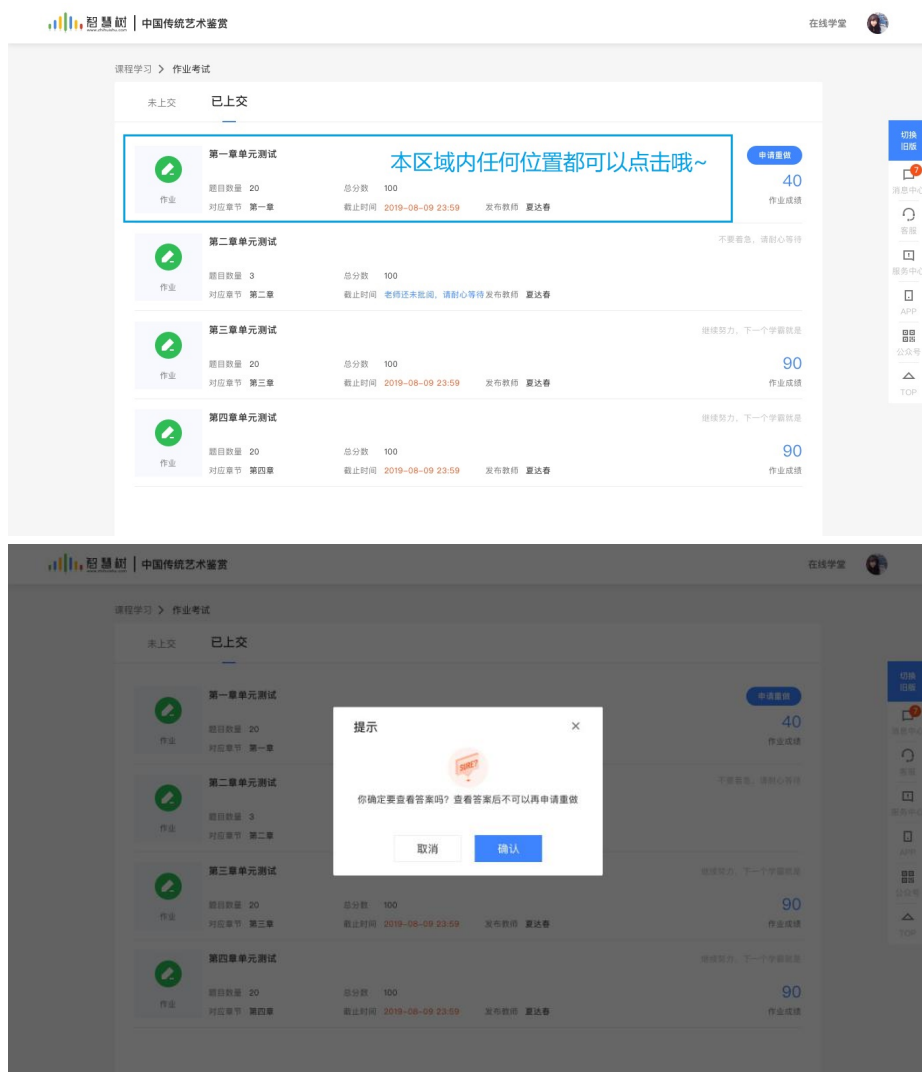 智慧树 中国传统艺术鉴赏 在线学堂
www.zhihuishu.com
课程学习 > 作业考试
未上交 已上交
切换
旧版
第一章单元测试 本区域内任何位置都可以点击哦~ 申请重做
题目数量 20 总分数 100 40
作业 对应章节 第一章 截止时间 2019-08-09 23:59 发布教师 夏达春 作业成绩
7
消息中心
客服
第二章单元测试 不要着急，请耐心等待
题目数量 3 总分数 100
作业 对应章节 第二章 截止时间 老师还未批阅，请耐心等待 发布教师 夏达春
服务中心
APP
第三章单元测试 继续努力，下一个学霸就是
题目数量 20 总分数 100 90
作业 对应章节 第三章 截止时间 2019-08-09 23:59 发布教师 夏达春 作业成绩
公众号
TOP
第四章单元测试 继续努力，下一个学霸就是
题目数量 20 总分数 100 90
作业 对应章节 第四章 截止时间 2019-08-09 23:59 发布教师 夏达春 作业成绩
智慧树 中国传统艺术鉴赏 在线学堂
课程学习 > 作业考试
未上交 已上交
切换
旧版
第一章单元测试 申请重做
题目数量 20 40
作业 对应章节 第一章 作业成绩
7
消息中心
客服
提示 ×
SURE?
你确定要查看答案吗？查看答案后不可以再申请重做
取消 确认
第二章单元测试 不要着急，请耐心等待
题目数量 3
作业 对应章节 第二章
服务中心
APP
第三章单元测试 继续努力，下一个学霸就是
题目数量 20 总分数 100 90
作业 对应章节 第三章 截止时间 2019-08-09 23:59 发布教师 夏达春 作业成绩
公众号
TOP
第四章单元测试 继续努力，下一个学霸就是
题目数量 20 总分数 100 90
作业 对应章节 第四章 截止时间 2019-08-09 23:59 发布教师 夏达春 作业成绩